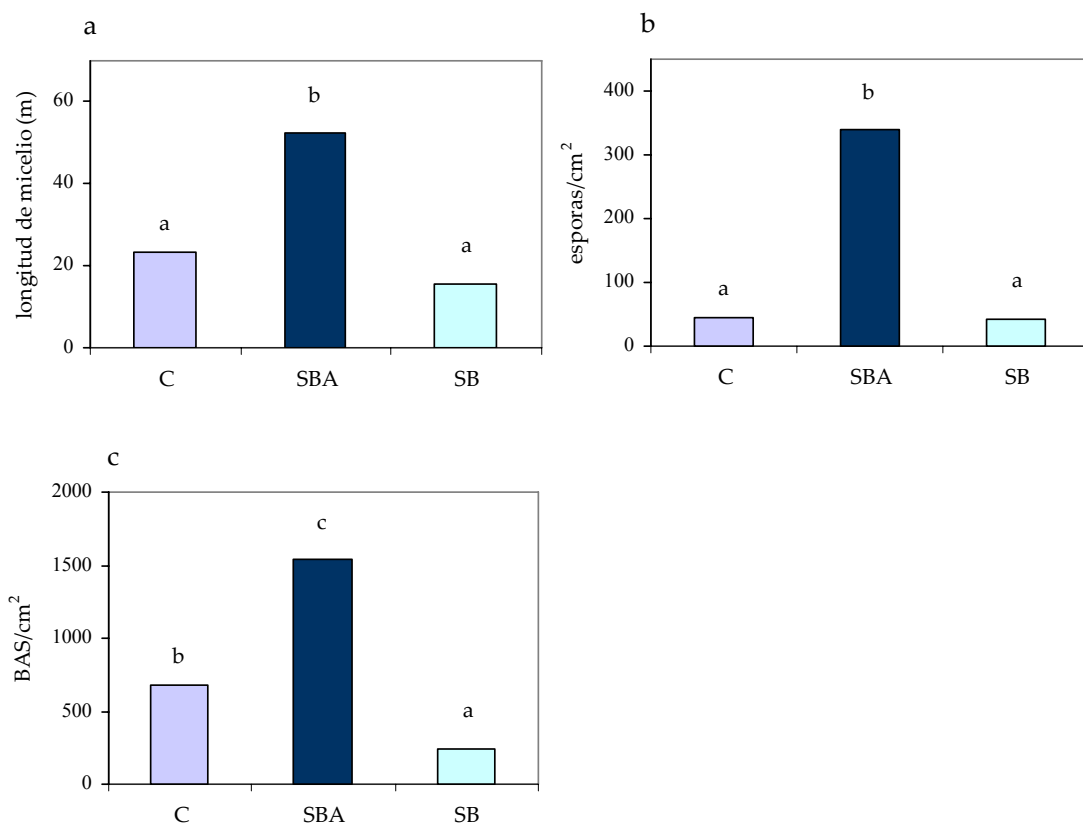 a
longitud de micelio (m)
60
40
20
0
b
a
a
C
SBA
SB
b
esporas/cm²
400
300
200
100
0
b
a
a
C
SBA
SB
c
BAS/cm²
2000
1500
1000
500
0
c
b
a
C
SBA
SB